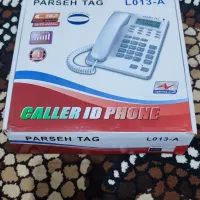 PARSEH TAG L013-A
CALLER ID PHONE
PARSEH TAG L013-A